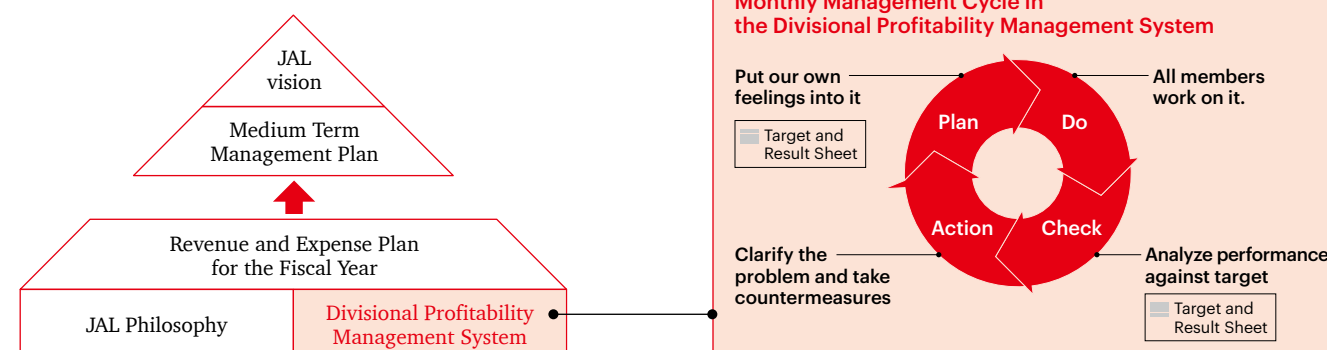 JAL
vision
Medium Term
Management Plan
Revenue and Expense Plan
for the Fiscal Year
JAL Philosophy
Divisional Profitability
Management System
Monthly Management Cycle in
the Divisional Profitability Management System
Put our own
feelings into it
Target and
Result Sheet
Plan
Do
All members
work on it.
Action
Check
Clarify the
problem and take
countermeasures
Analyze performance
against target
Target and
Result Sheet